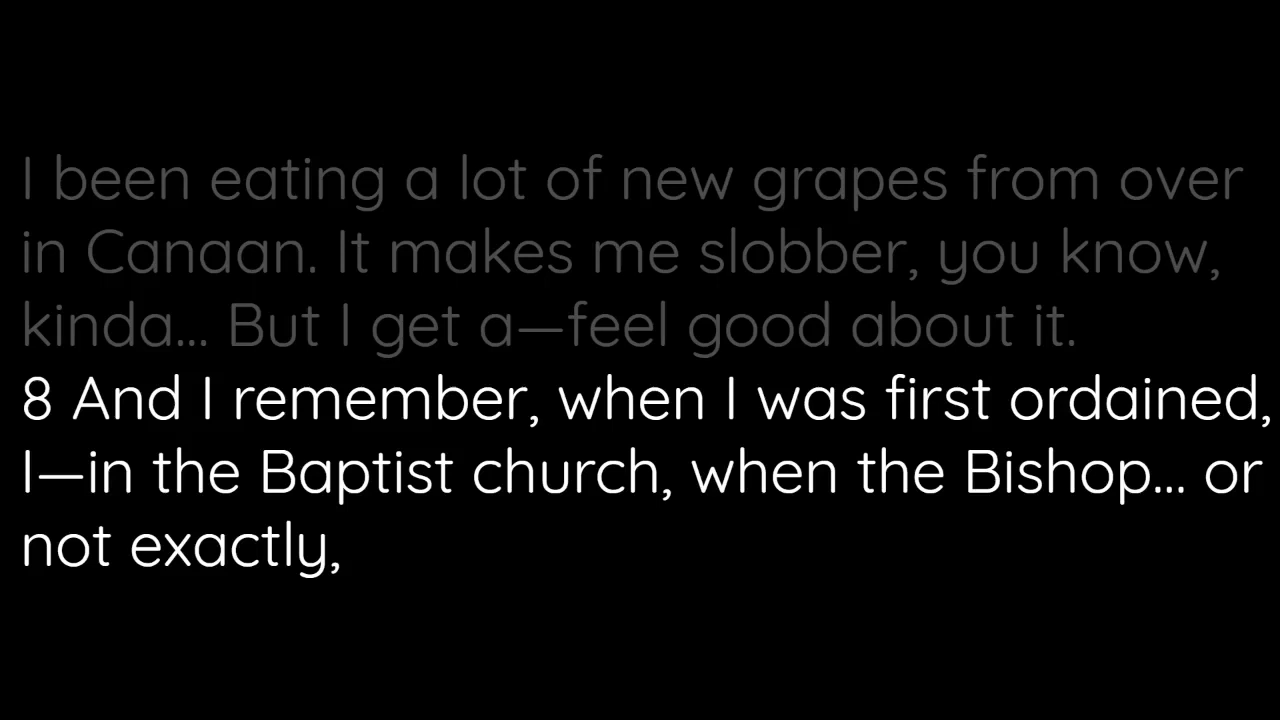 I been eating a lot of new grapes from over
in Canaan. It makes me slobber, you know,
kinda... But I get a—feel good about it.
8 And I remember, when I was first ordained,
I—in the Baptist church, when the Bishop... or
not exactly,